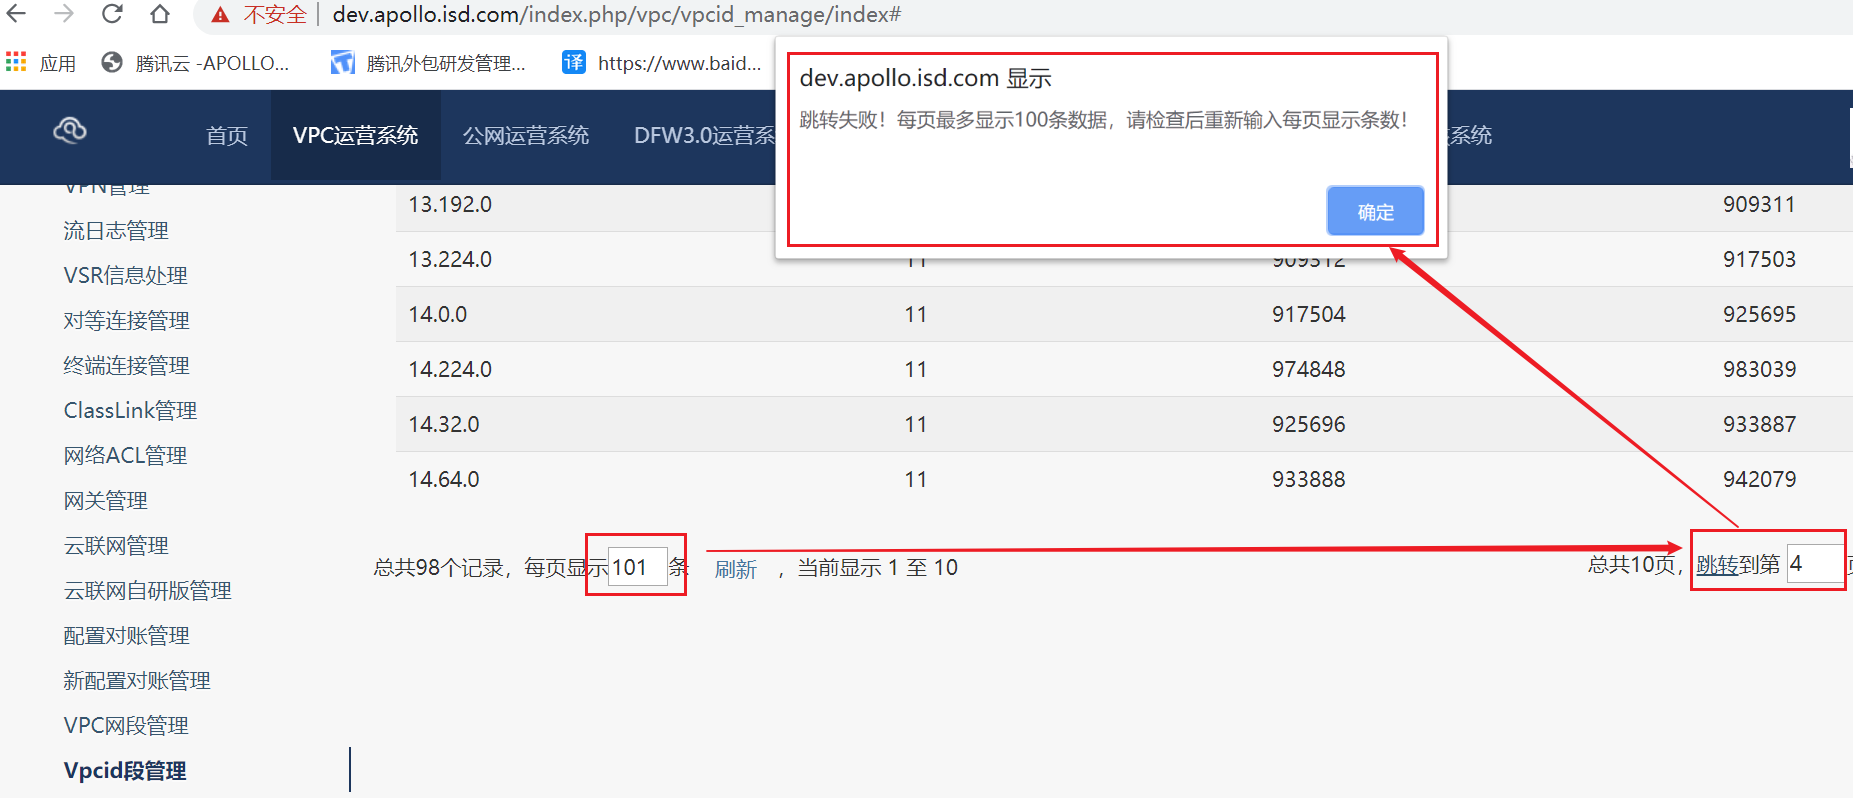 不安全 dev.apollo.isd.com/index.php/vpc/vpcid_manage/index#
应用 腾讯云 -APOLLO... 腾讯外包研发管理... 译 https://www.baid...
dev.apollo.isd.com 显示
跳转失败！每页最多显示100条数据，请检查后重新输入每页显示条数！
确定
首页 VPC运营系统 公网运营系统 DFW3.0运营系 系统
VPN管理
流日志管理
VSR信息处理
对等连接管理
终端连接管理
ClassLink管理
网络ACL管理
网关管理
云联网管理
云联网自研版管理
配置对账管理
新配置对账管理
VPC网段管理
Vpcid段管理
13.192.0 909311
13.224.0 11 909312 917503
14.0.0 11 917504 925695
14.224.0 11 974848 983039
14.32.0 11 925696 933887
14.64.0 11 933888 942079
总共98个记录，每页显示 101 条 刷新 ，当前显示 1 至 10
总共10页，跳转到第 4